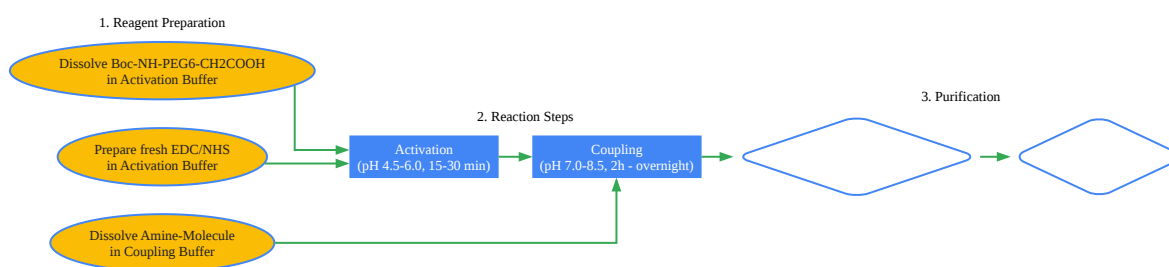 1. Reagent Preparation
Dissolve Boc-NH-PEG6-CH2COOH
in Activation Buffer
Prepare fresh EDC/NHS
in Activation Buffer
Dissolve Amine-Molecule
in Coupling Buffer
2. Reaction Steps
Activation
(pH 4.5-6.0, 15-30 min)
Coupling
(pH 7.0-8.5, 2h - overnight)
3. Purification